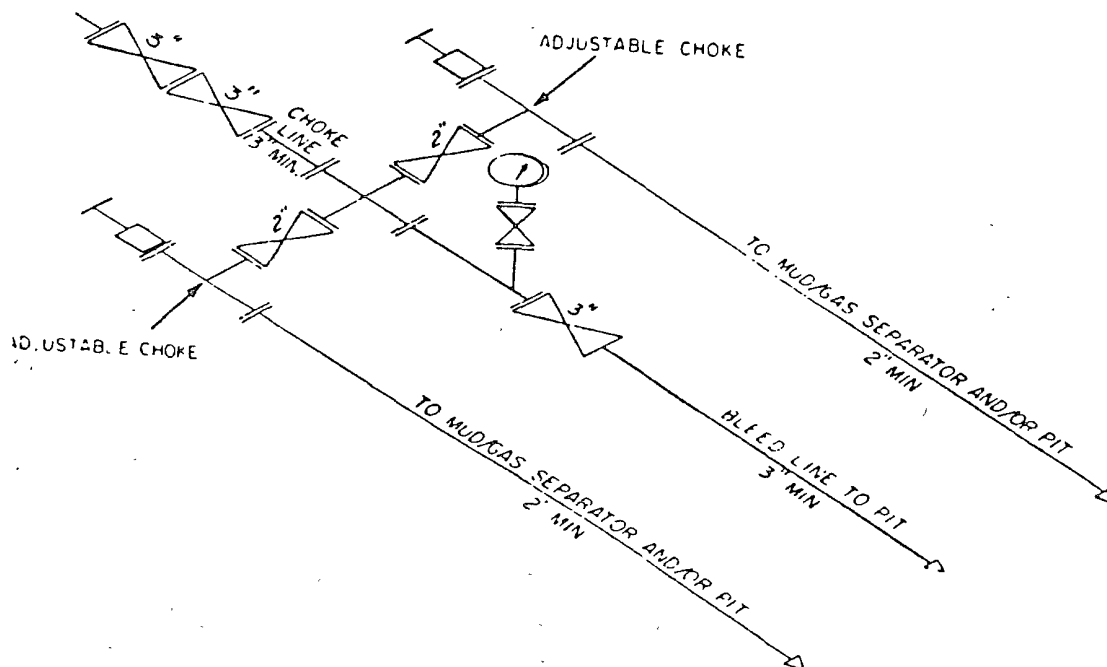 3"
3"
CHOKE
LINE
3" MIN.
2"
2"
ADJUSTABLE CHOKE
ADJUSTABLE CHOKE
3"
TO MUD/GAS SEPARATOR AND/OR PIT
2" MIN
BLEED LINE TO PIT
3" MIN
TO MUD/GAS SEPARATOR AND/OR PIT
2" MIN